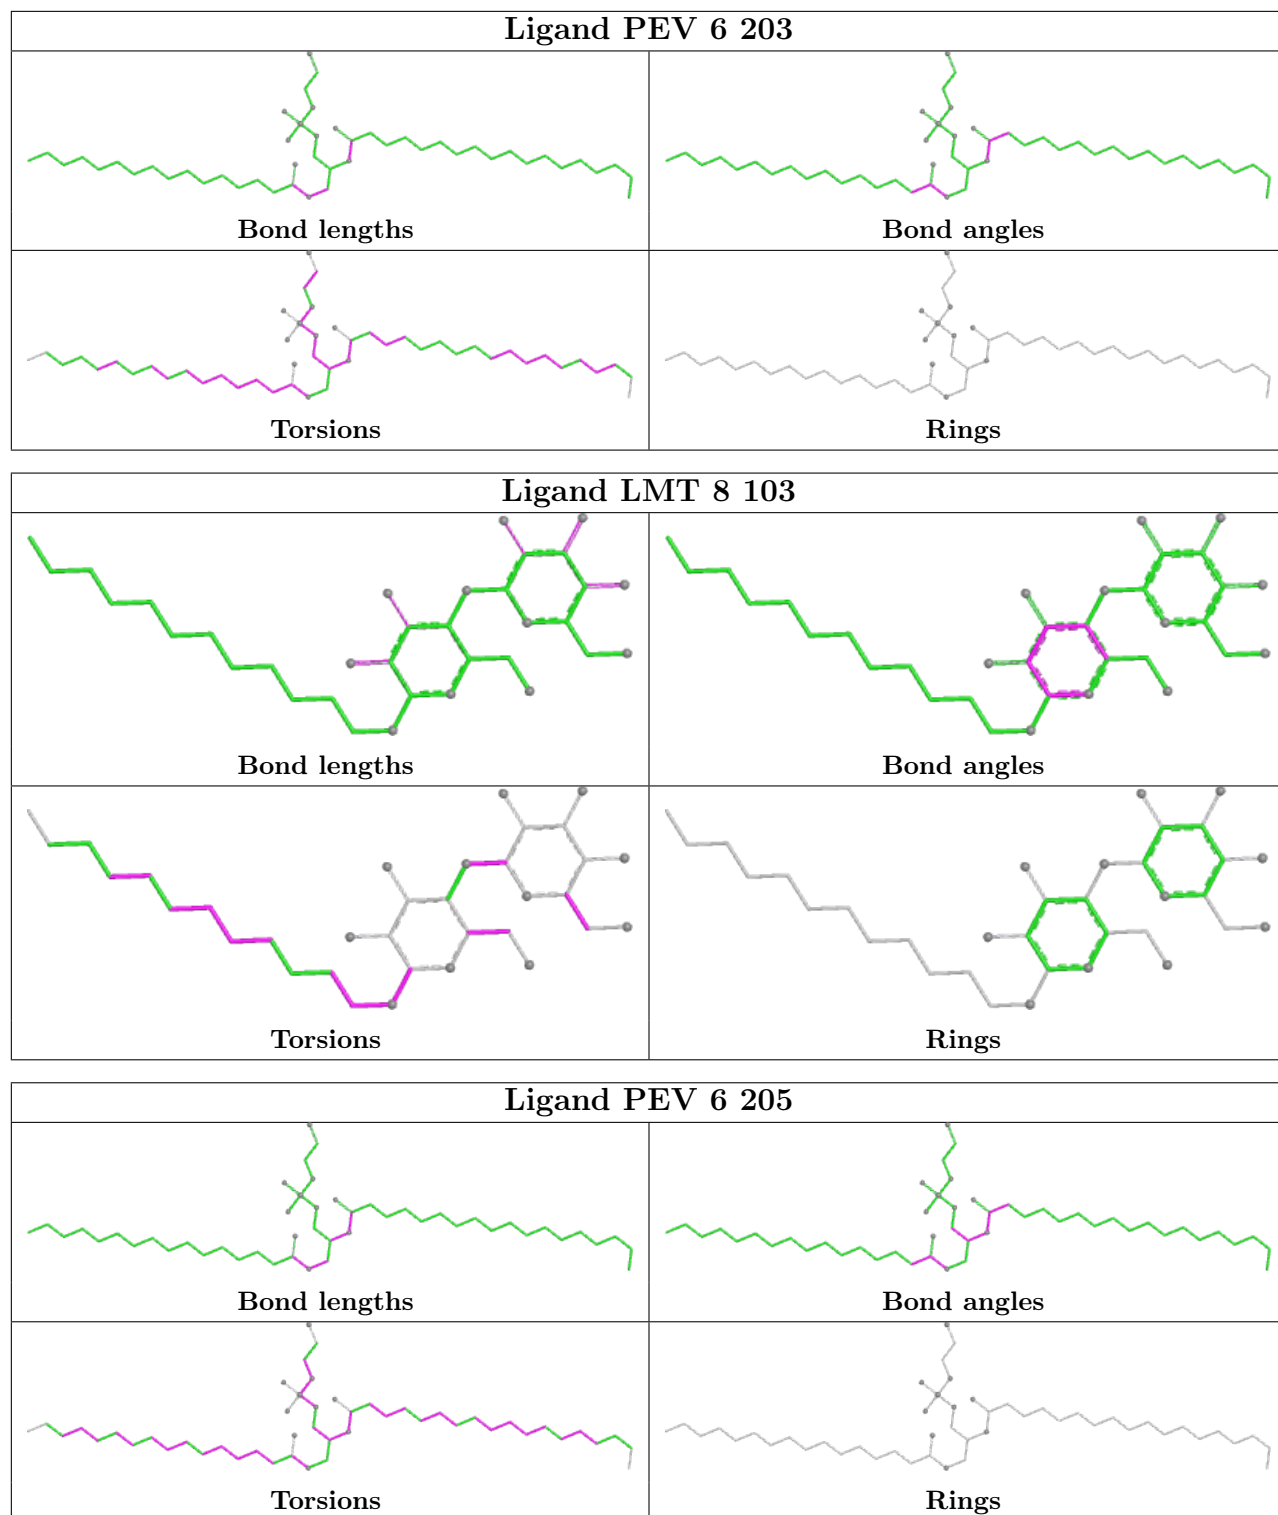 Ligand PEV 6 203
Bond lengths
Bond angles
Torsions
Rings
Ligand LMT 8 103
Bond lengths
Bond angles
Torsions
Rings
Ligand PEV 6 205
Bond lengths
Bond angles
Torsions
Rings